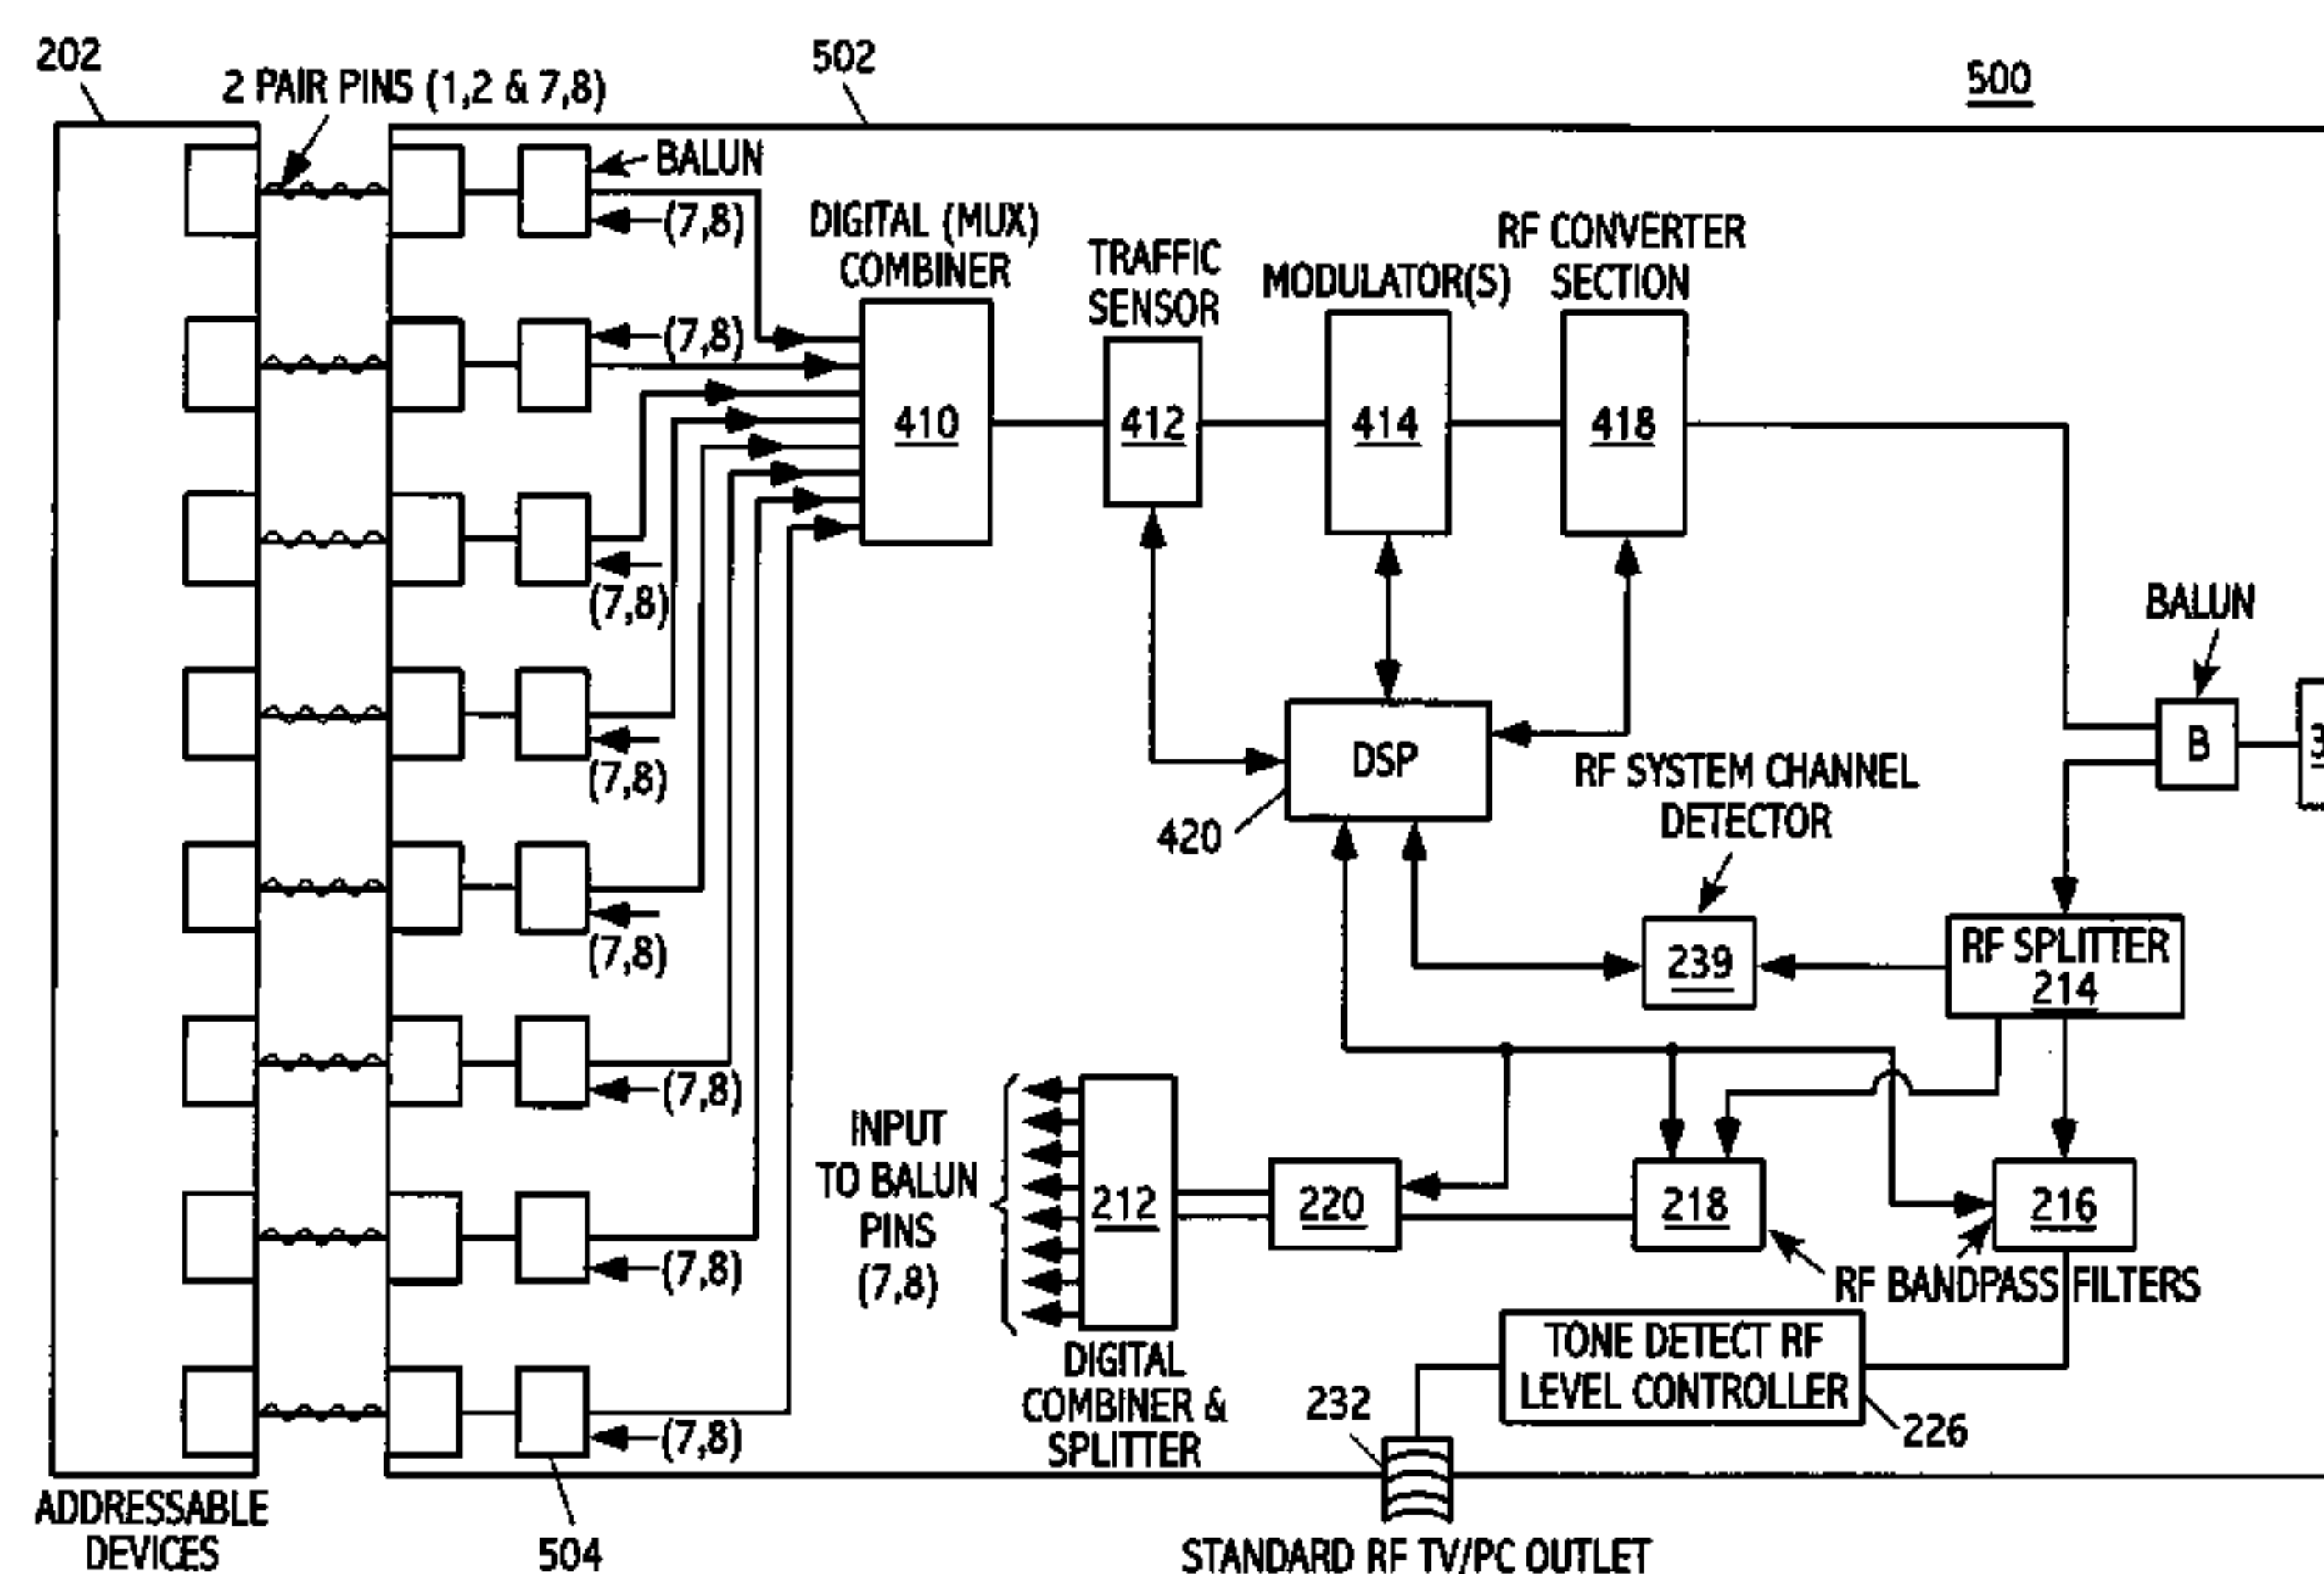 202
502
500
2 PAIR PINS (1,2 & 7,8)
BALUN
(7,8)
DIGITAL (MUX)
COMBINER
TRAFFIC
SENSOR
MODULATOR(S)
RF CONVERTER
SECTION
(7,8)
410
412
414
418
(7,8)
BALUN
(7,8)
DSP
B
RF SYSTEM CHANNEL
DETECTOR
420
(7,8)
239
RF SPLITTER
214
(7,8)
INPUT
TO BALUN
PINS
(7,8)
212
220
218
216
(7,8)
RF BANDPASS FILTERS
TONE DETECT RF
LEVEL CONTROLLER
DIGITAL
COMBINER &
SPLITTER
232
226
(7,8)
ADDRESSABLE
DEVICES
504
STANDARD RF TV/PC OUTLET